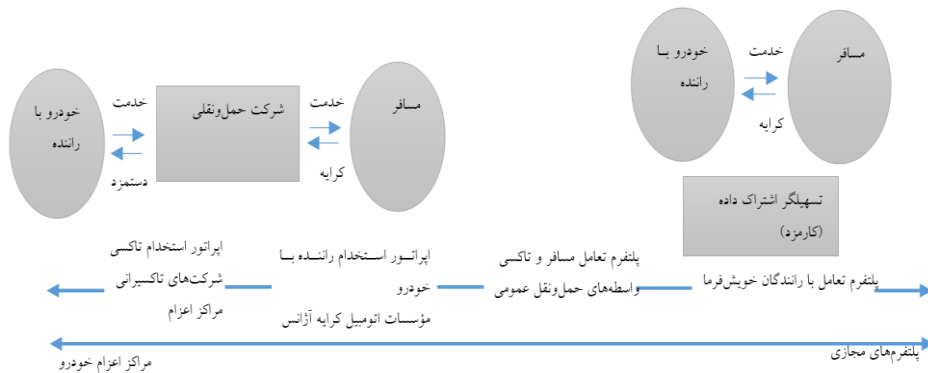 خودرو با
راننده
خدمت
کرایه
مسافر
تسهیلگر اشتراک داده
(کارمزد)
مسافر
خدمت
کرایه
شرکت حمل‌ونقلی
خدمت
دستمزد
خودرو با
راننده
پلتفرم تعامل با رانندگان خویش‌فرما
پلتفرم تعامل مسافر و تاکسی
واسطه‌های حمل‌ونقل عمومی
اپراتور استخدام راننده با
خودرو
مؤسسات اتومبیل کرایه آژانس
اپراتور استخدام تاکسی
شرکت‌های تاکسیرانی
مراکز اعزام
پلتفرم‌های مجازی
مراکز اعزام خودرو